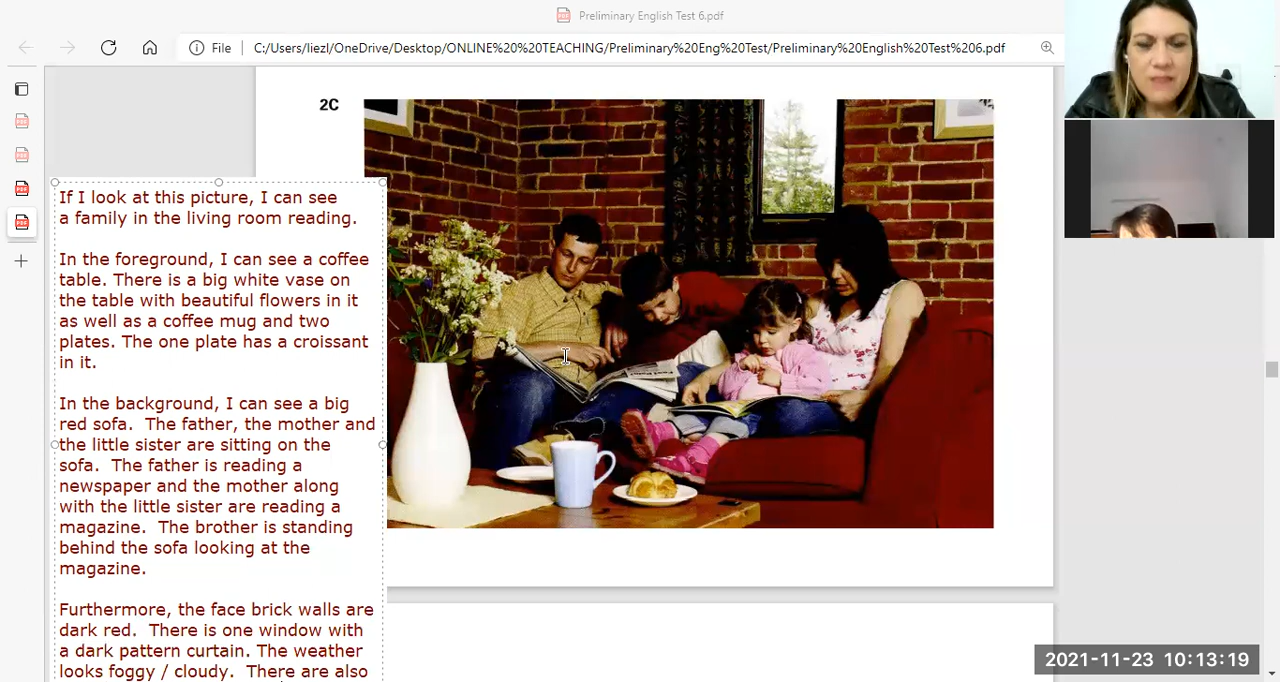 Preliminary English Test 6.pdf
File
C:/Users/liezl/OneDrive/Desktop/ONLINE%20%20TEACHING/Preliminary%20Eng%20Test/Preliminary%20English%20Test%206.pdf
2C
If I look at this picture, I can see
a family in the living room reading.
In the foreground, I can see a coffee
table. There is a big white vase on
the table with beautiful flowers in it
as well as a coffee mug and two
plates. The one plate has a croissant
in it.
In the background, I can see a big
red sofa.  The father, the mother and
the little sister are sitting on the
sofa.  The father is reading a
newspaper and the mother along
with the little sister are reading a
magazine.  The brother is standing
behind the sofa looking at the
magazine.
Furthermore, the face brick walls are
dark red.  There is one window with
a dark pattern curtain. The weather
looks foggy / cloudy.  There are also
2021-11-23 10:13:19